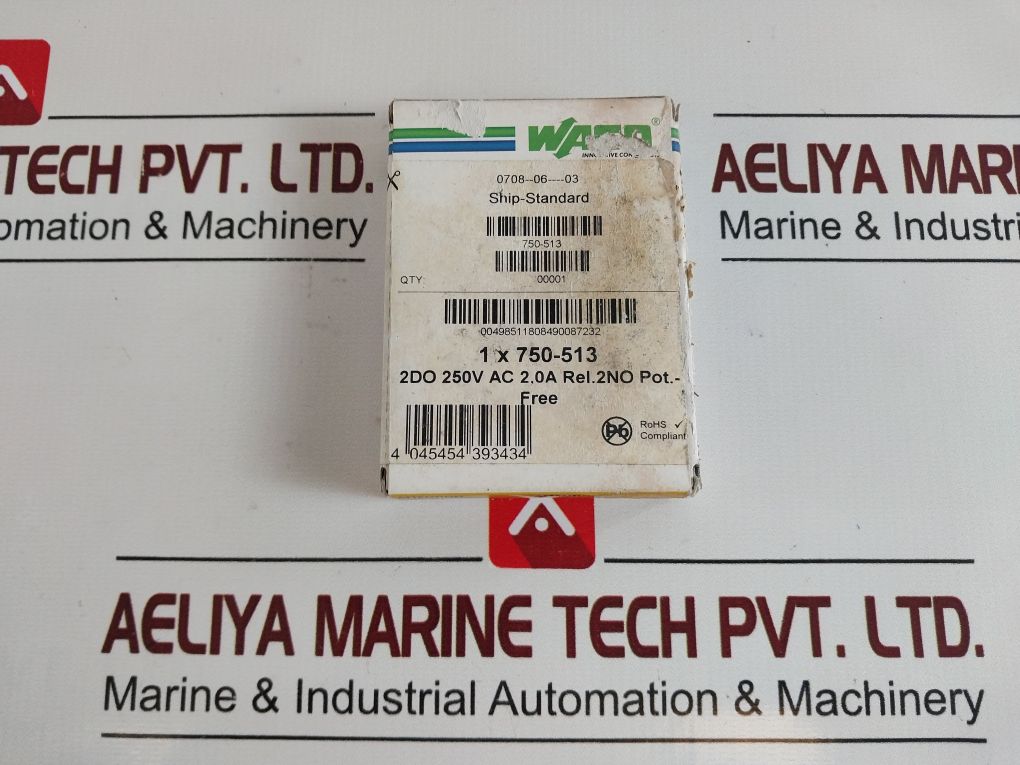 TECH PVT. LTD.
omation & Machinery
AELIYA MARI
Marine & Industri
WAGO®
0708--06----03
Ship-Standard
750-513
QTY:
00001
00498511808490087232
1 x 750-513
2DO 250V AC 2.0A Rel.2NO Pot.-
Free
Pb
RoHS ✓
Compliant
4 045454 393434
AELIYA MARINE TECH PVT. LTD.
Marine & Industrial Automation & Machinery